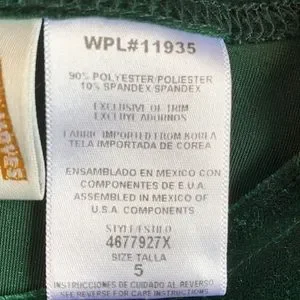 WPL#11935
90% POLYESTER/POLIESTER
10% SPANDEX/SPANDEX
EXCLUSIVE OF TRIM
EXCLUYE ADORNOS
FABRIC IMPORTED FROM KOREA
TELA IMPORTADA DE COREA
ENSAMBLADO EN MEXICO CON
COMPONENTES DE E.U.A.
ASSEMBLED IN MEXICO OF
U.S.A. COMPONENTS
STYLE/ESTILO
4677927X
SIZE/TALLA
5
INSTRUCCIONES DE CUIDADO AL REVERSO
SEE REVERSE FOR CARE INSTRUCTIONS